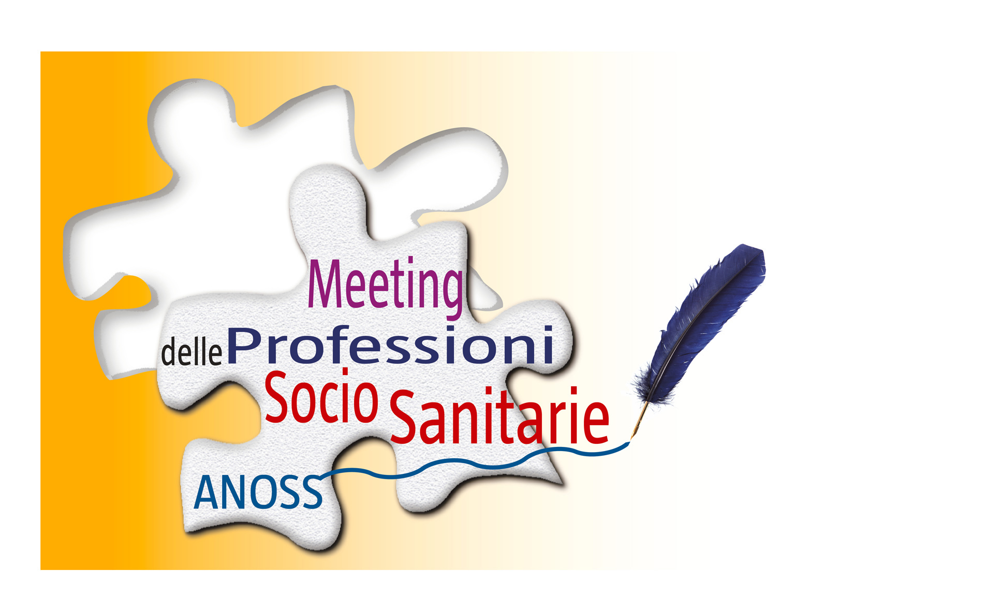 Meeting
delle Professioni
Socio Sanitarie
ANOSS